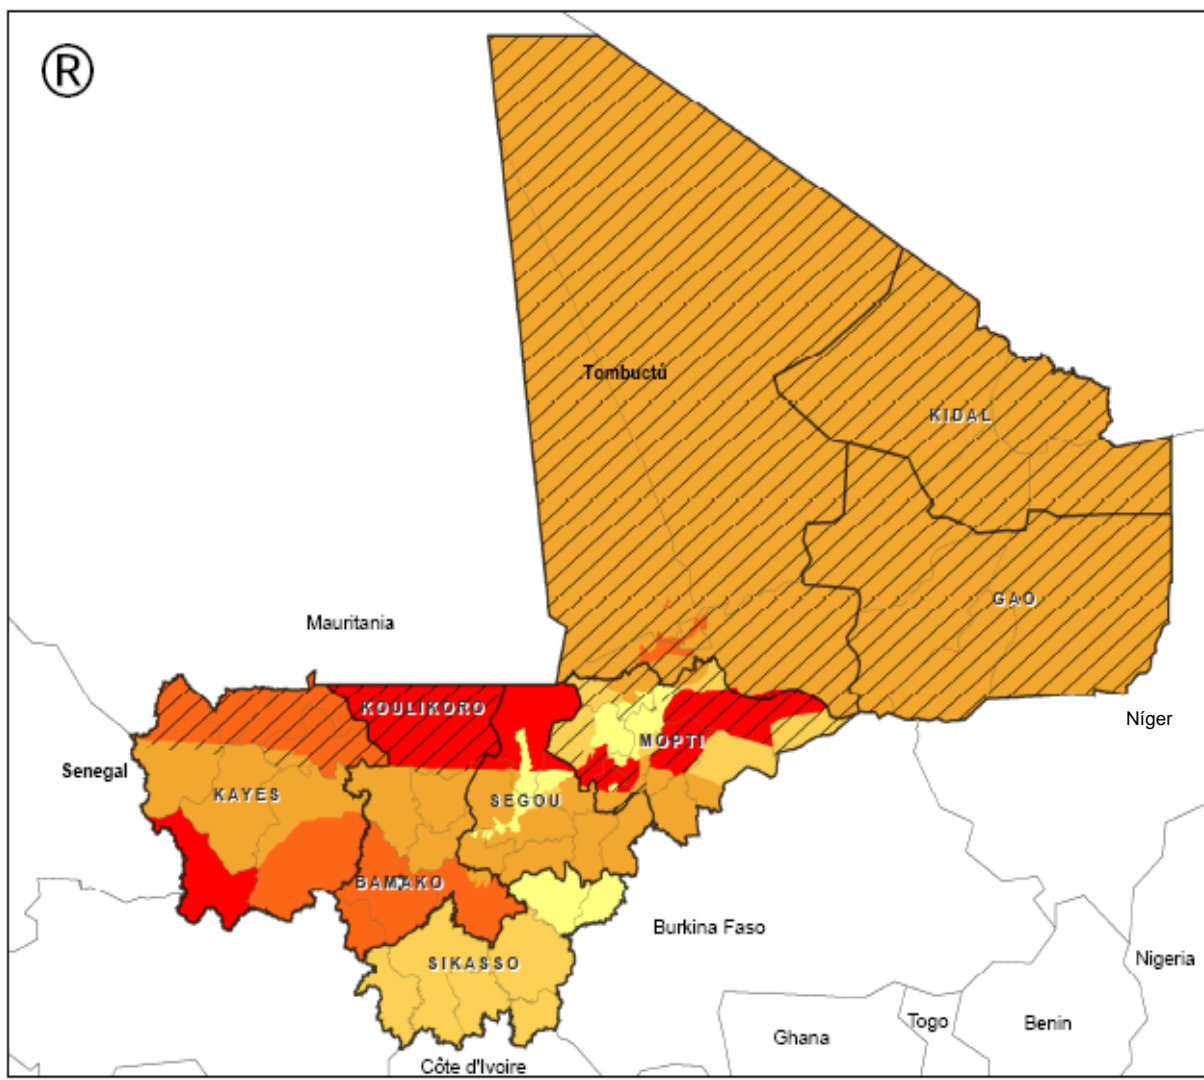 ®
.Tombuctú
KIDAL
GAO
Mauritania
KOULIKORO
Níger
MOPTI
Senegal
KAYES
SEGOU
BAMAKO
Burkina Faso
SIKASSO
Nigeria
Togo
Benin
Ghana
Côte d'Ivoire